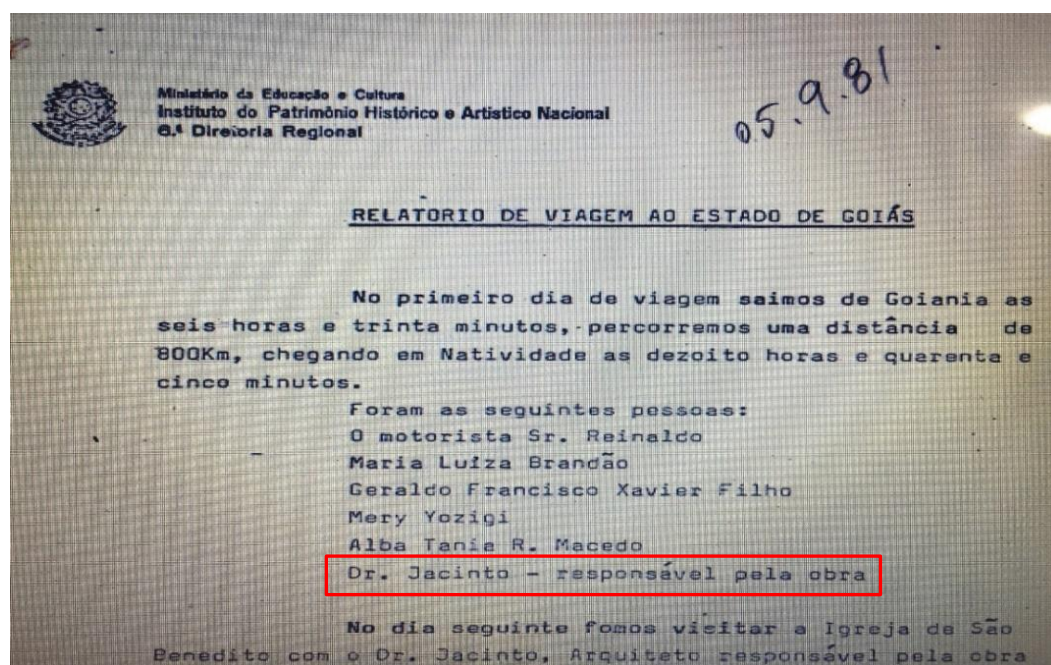 05.9.81
Ministério da Educação e Cultura
Instituto do Patrimônio Histórico e Artístico Nacional
6.ª Diretoria Regional
RELATORIO DE VIAGEM AO ESTADO DE GOIÁS
No primeiro dia de viagem saimos de Goiania as
seis horas e trinta minutos, percorremos uma distância de
800Km, chegando em Natividade as dezoito horas e quarenta e
cinco minutos.
Foram as seguintes pessoas:
O motorista Sr. Reinaldo
Maria Luíza Brandão
Geraldo Francisco Xavier Filho
Mery Yozigi
Alba Tania R. Macedo
Dr. Jacinto - responsável pela obra
No dia seguinte fomos visitar a Igreja de São
Benedito com o Dr. Jacinto, Arquiteto responsável pela obra